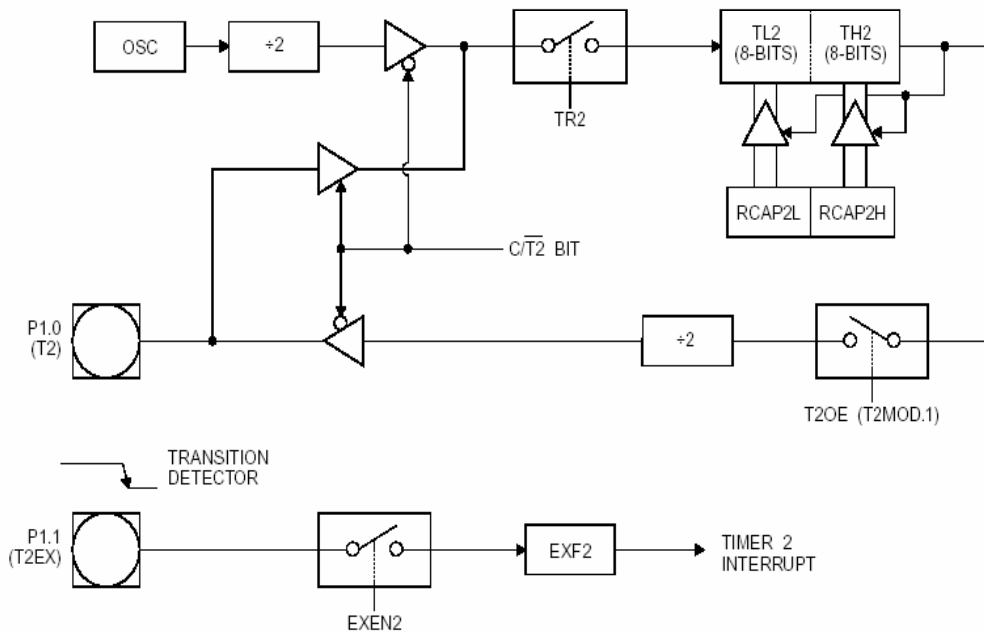 OSC
÷2
TR2
TL2
(8-BITS)
TH2
(8-BITS)
RCAP2L
RCAP2H
C/T̅2̅ BIT
P1.0
(T2)
÷2
T2OE (T2MOD.1)
TRANSITION
DETECTOR
P1.1
(T2EX)
EXEN2
EXF2
TIMER 2
INTERRUPT